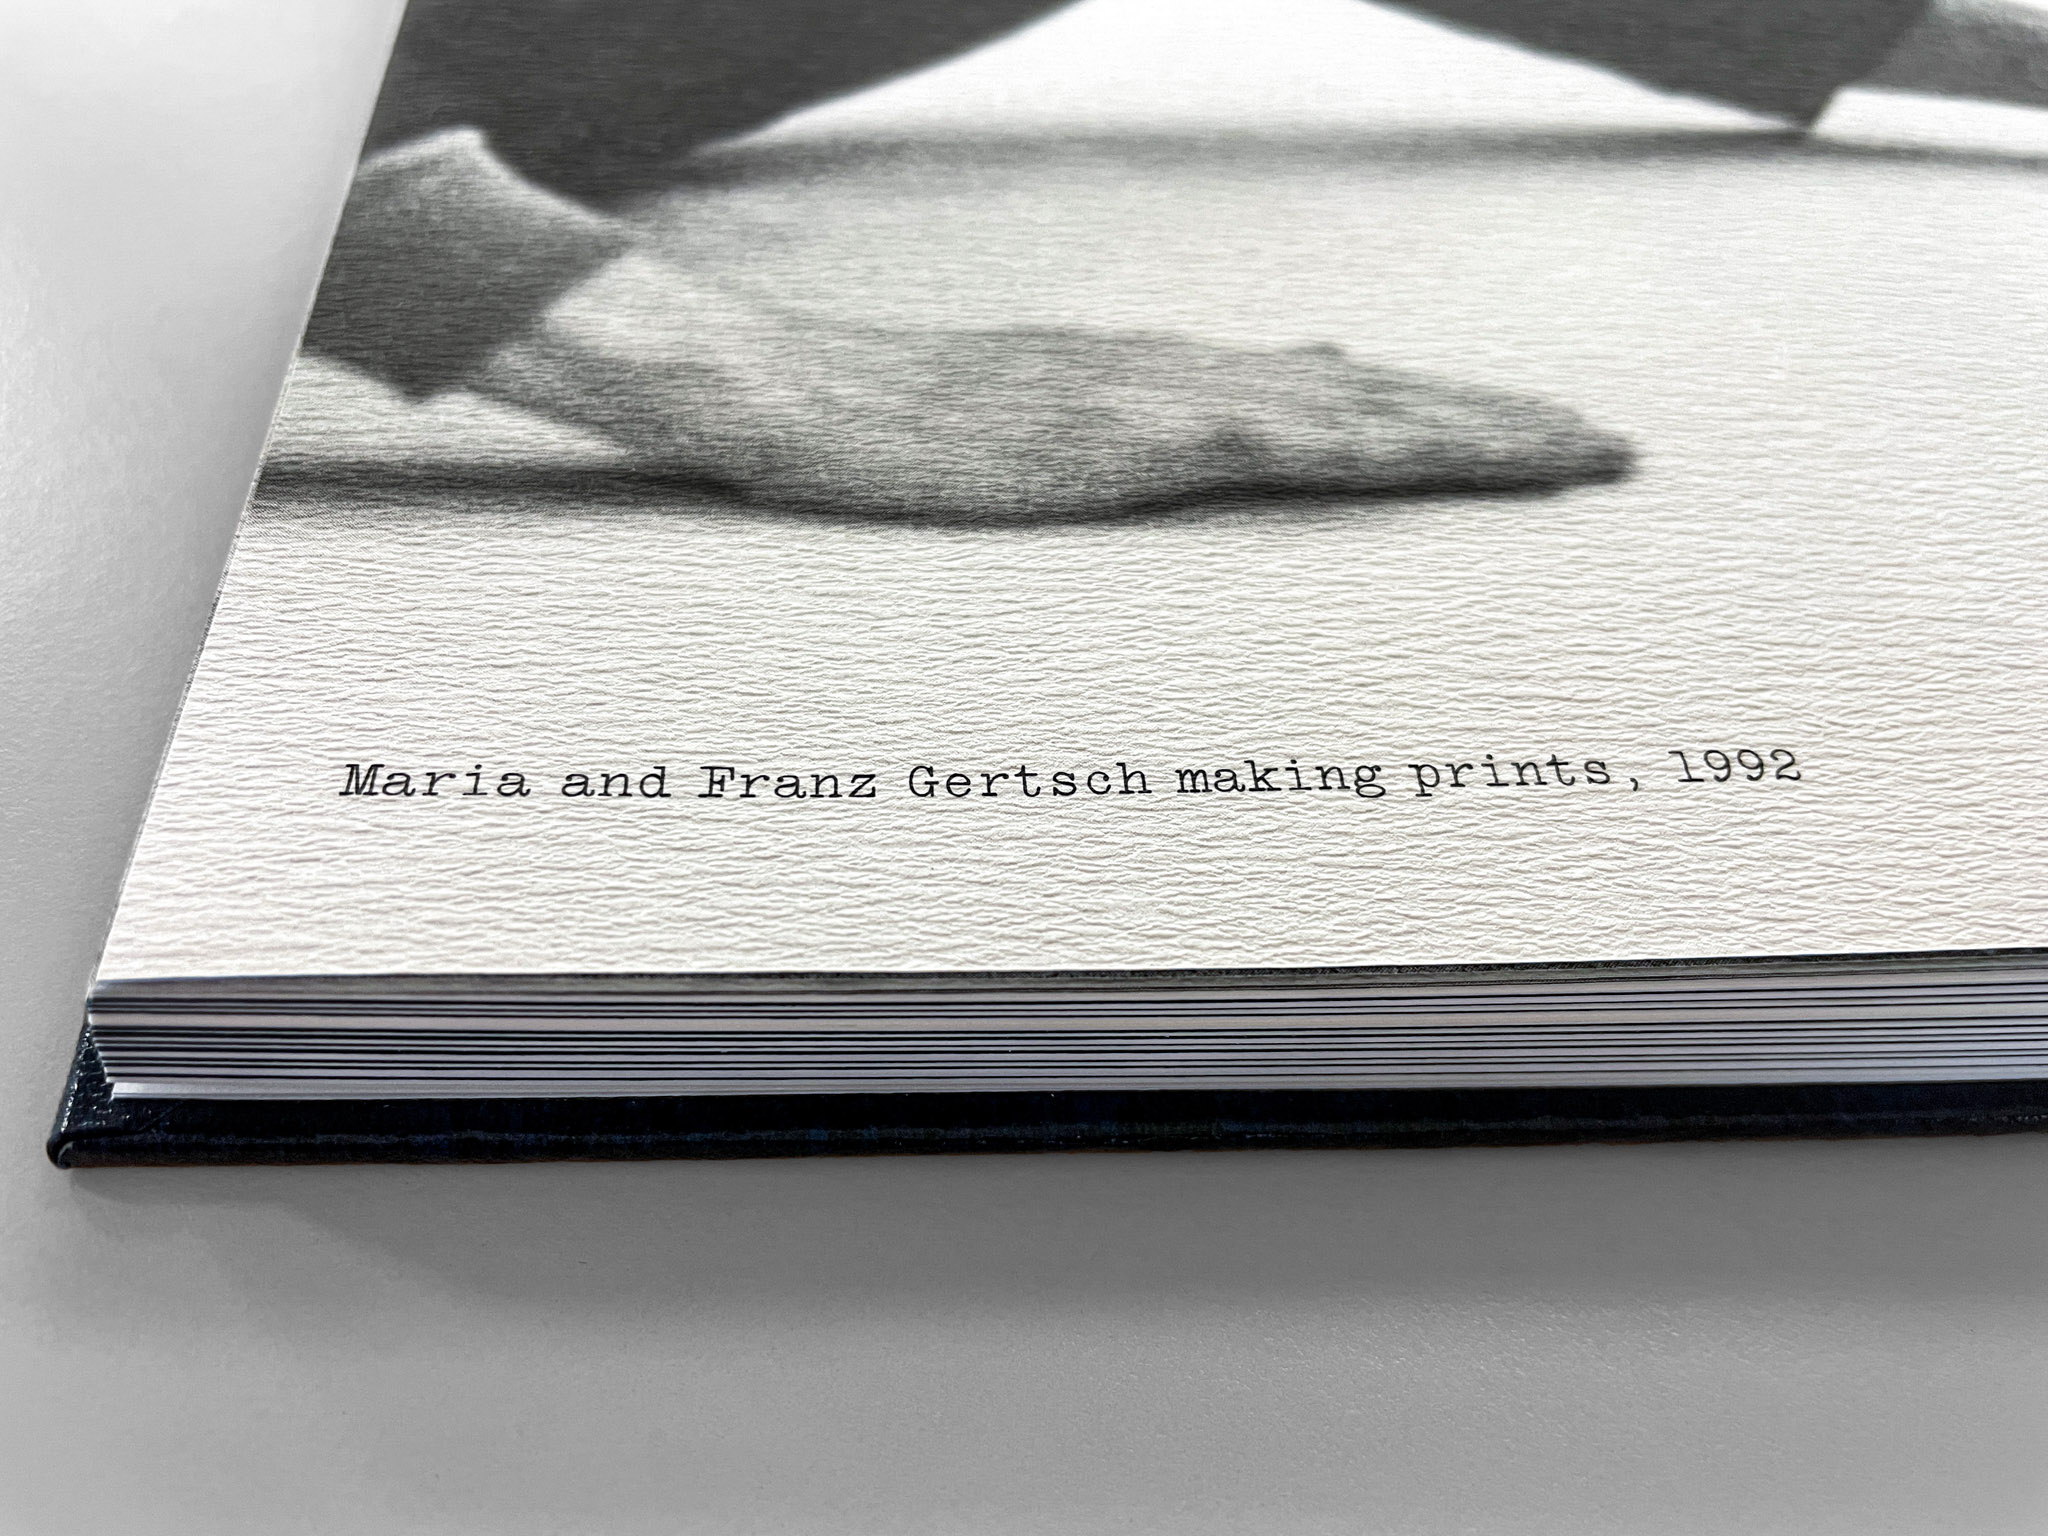 Maria and Franz Gertsch making prints, 1992